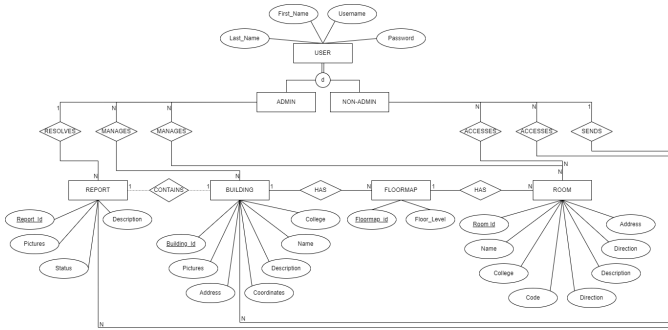 First_Name
Username
Last_Name
Password
USER
d
ADMIN
NON-ADMIN
1
N
N
N
N
1
RESOLVES
MANAGES
MANAGES
ACCESSES
ACCESSES
SENDS
N
N
N
N
N
REPORT
1
CONTAINS
1
BUILDING
1
HAS
N
FLOORMAP
1
HAS
N
ROOM
Report_Id
Description
College
Floormap_id
Floor_Level
Room Id
Address
Pictures
Building_Id
Name
Name
Direction
Status
Pictures
Description
College
Description
Address
Coordinates
Code
Direction
N
N